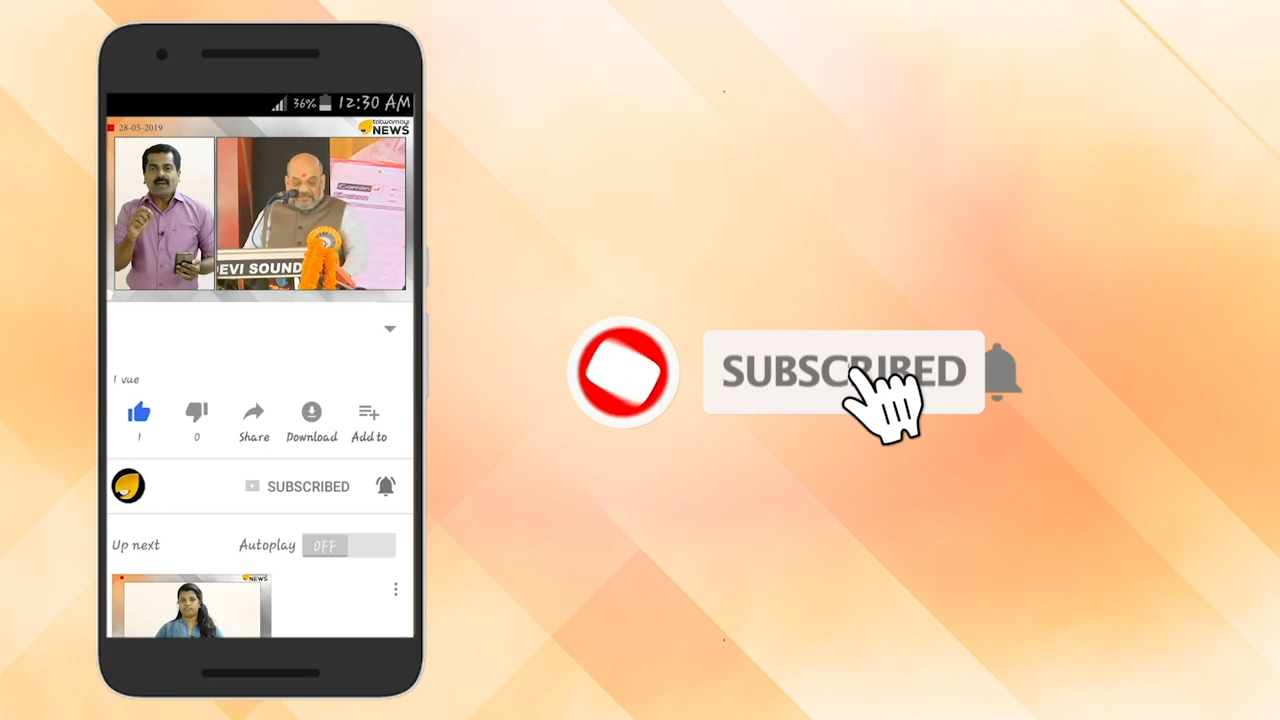 36% 12:30 AM
28-05-2019
tatwamayi
NEWS
DEVI SOUND
1 vue
1 0 Share Download Add to
SUBSCRIBED
Up next Autoplay OFF
NEWS
SUBSCRIBED